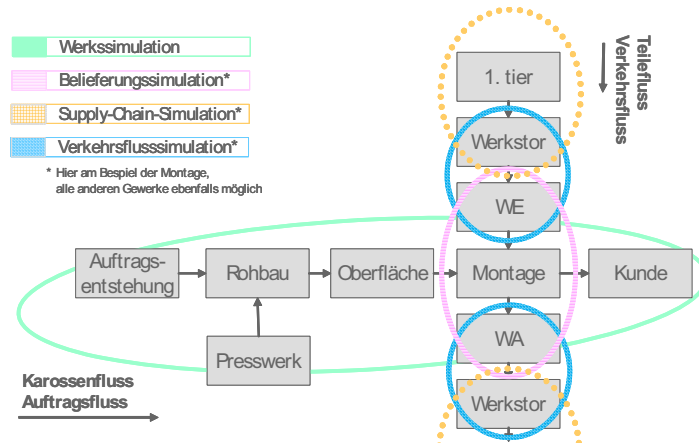 Werkssimulation
Belieferungssimulation*
Supply-Chain-Simulation*
Verkehrsflusssimulation*
* Hier am Beispiel der Montage,
alle anderen Gewerke ebenfalls möglich
Teilefluss
Verkehrsfluss
1. tier
Werkstor
WE
Auftrags-
entstehung
Rohbau
Oberfläche
Montage
Kunde
Presswerk
WA
Werkstor
Karossenfluss
Auftragsfluss